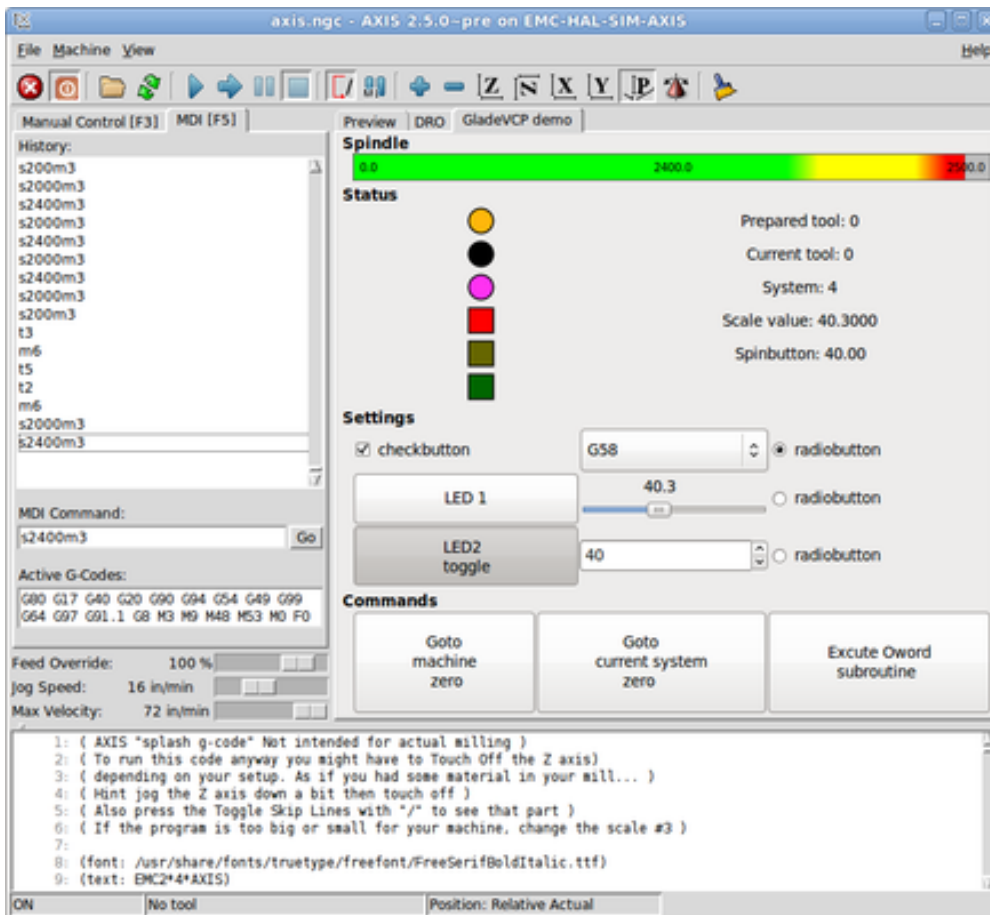 axis.ngc - AXIS 2.5.0~pre on EMC-HAL-SIM-AXIS
File Machine View Help
Z N X Y P
Manual Control [F3] MDI [F5]
History:
s200m3
s2000m3
s2400m3
s2000m3
s2400m3
s2000m3
s2400m3
s2000m3
s200m3
t3
m6
t5
t2
m6
s2000m3
s2400m3
MDI Command:
s2400m3 Go
Active G-Codes:
G80 G17 G40 G20 G90 G94 G54 G49 G99
G64 G97 G91.1 G8 M3 M9 M48 M53 M0 F0
Feed Override: 100 %
Jog Speed: 16 in/min
Max Velocity: 72 in/min
Preview DRO GladeVCP demo
Spindle
0.0 2400.0 2500.0
Status
Prepared tool: 0
Current tool: 0
System: 4
Scale value: 40.3000
Spinbutton: 40.00
Settings
checkbutton G58 radiobutton
LED 1 40.3 radiobutton
LED2
toggle
40 radiobutton
Commands
Goto
machine
zero
Goto
current system
zero
Excute Oword
subroutine
1: ( AXIS "splash g-code" Not intended for actual milling )
2: ( To run this code anyway you might have to Touch Off the Z axis)
3: ( depending on your setup. As if you had some material in your mill... )
4: ( Hint jog the Z axis down a bit then touch off )
5: ( Also press the Toggle Skip Lines with "/" to see that part )
6: ( If the program is too big or small for your machine, change the scale #3 )
7:
8: (font: /usr/share/fonts/truetype/freefont/FreeSerifBoldItalic.ttf)
9: (text: EMC2*4*AXIS)
ON No tool Position: Relative Actual